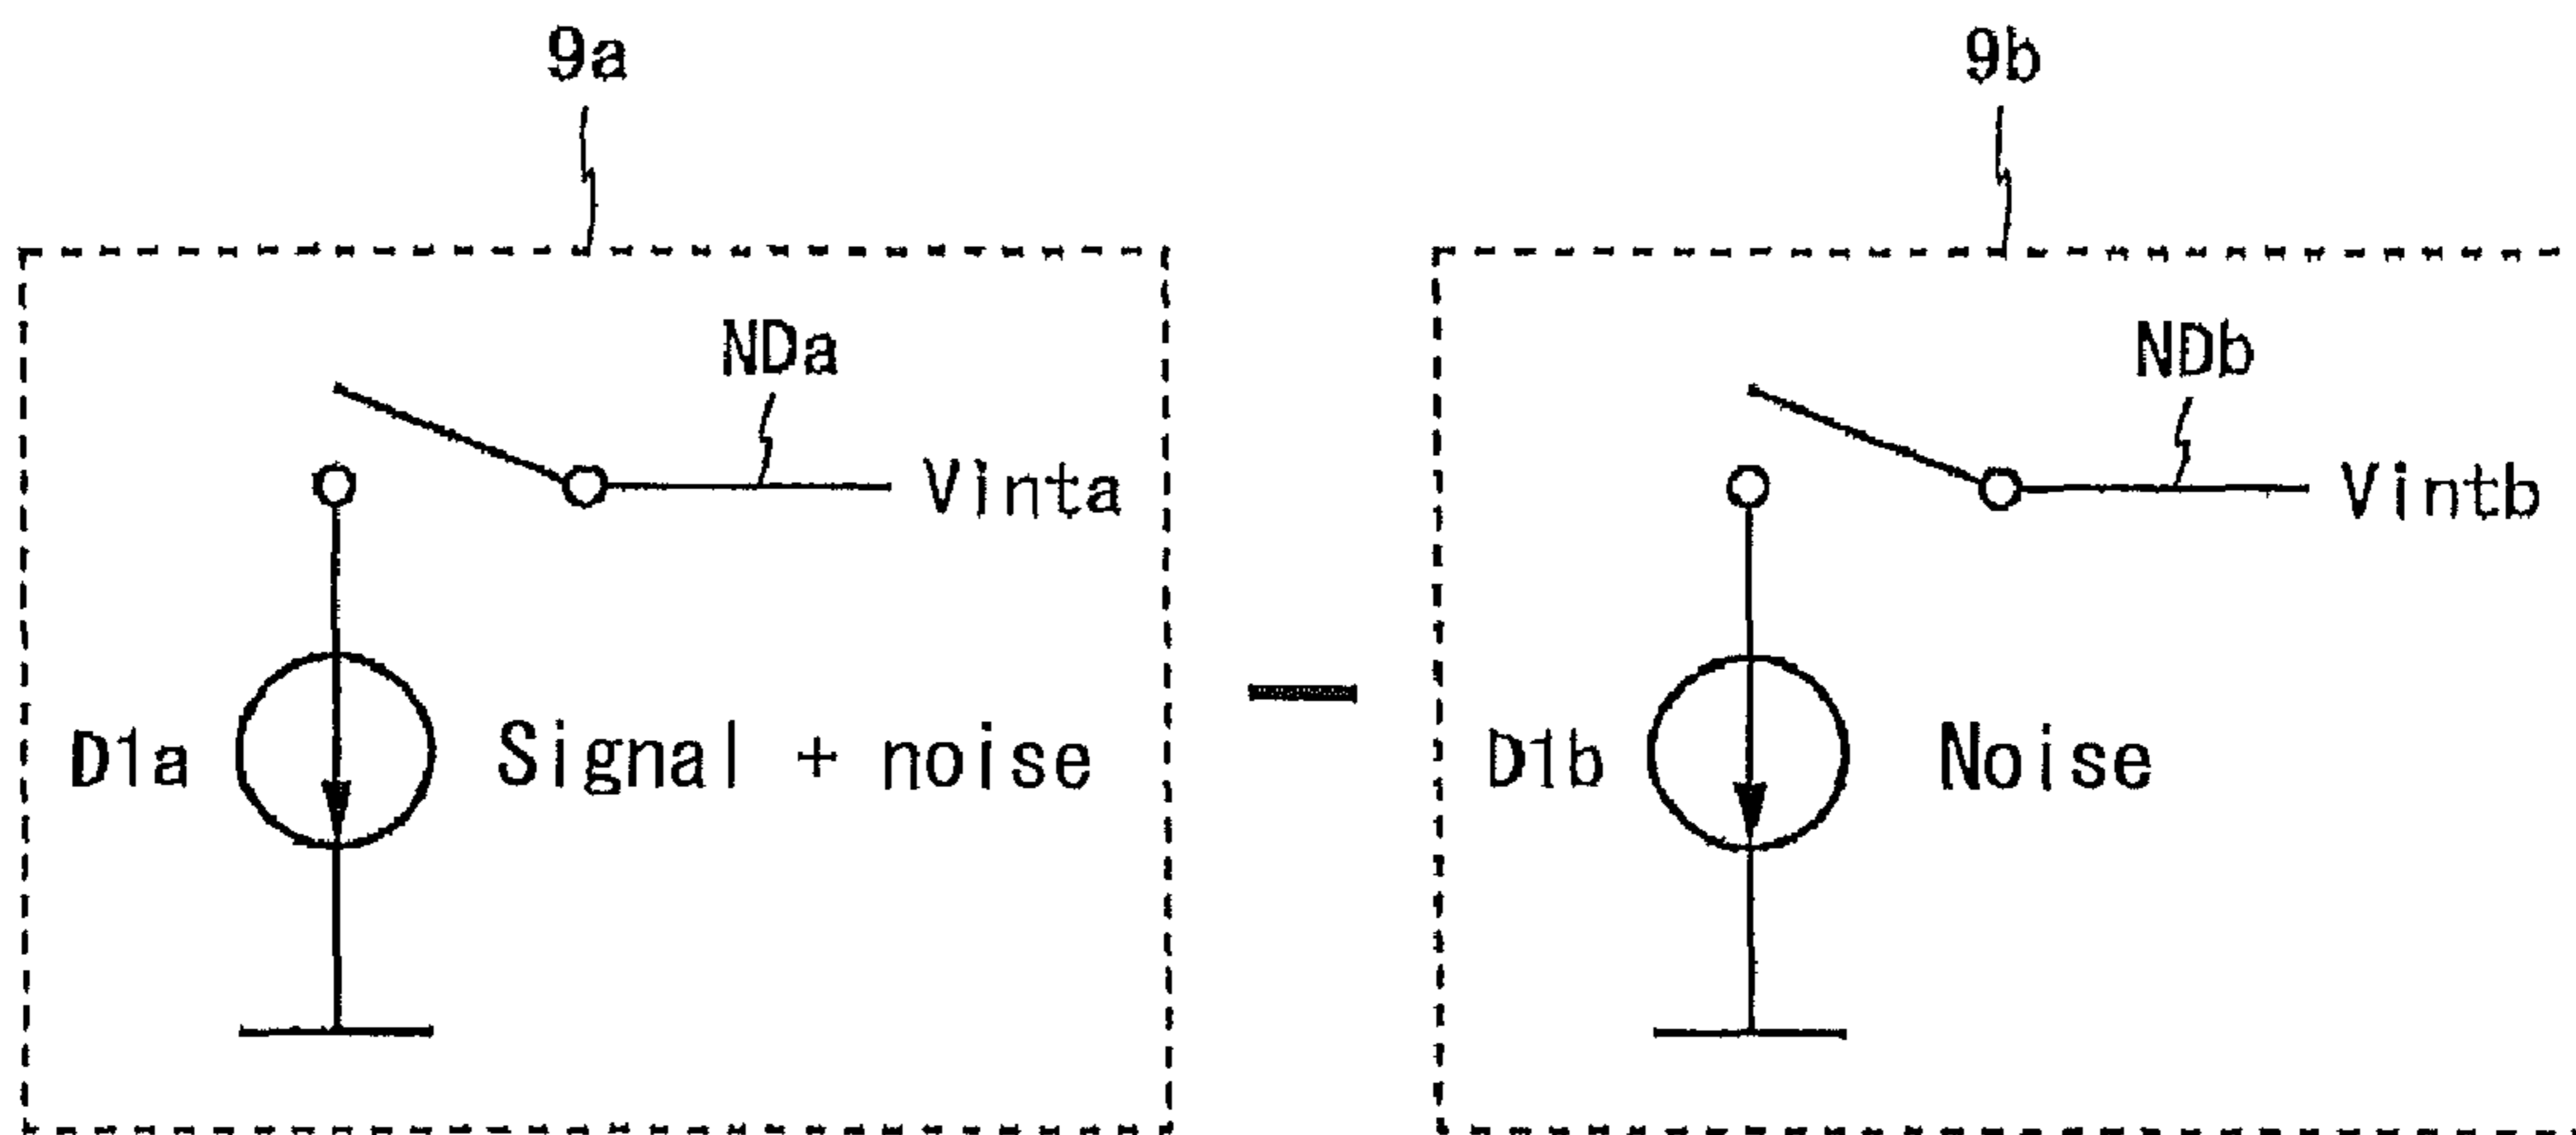 9a
9b
NDa
NDb
Vinta
Vintb
D1a
Signal + noise
—
D1b
Noise